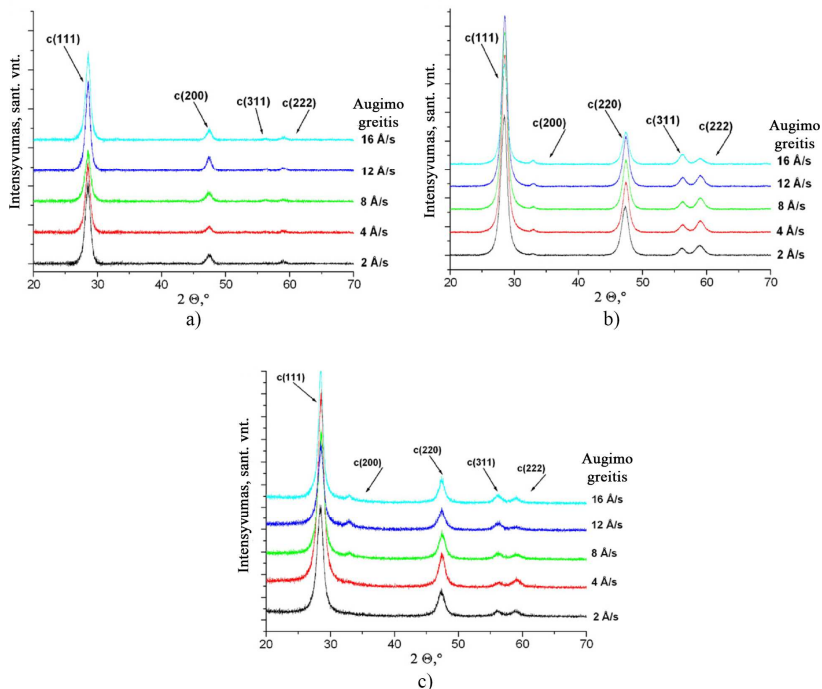 Intensyvumas, sant. vnt.
c(111)
c(200)
c(311)
c(222)
Augimo
greitis
16 Å/s
12 Å/s
8 Å/s
4 Å/s
2 Å/s
20 30 40 50 60 70
2 Θ,°
a)
Intensyvumas, sant. vnt.
c(111)
c(200)
c(220)
c(311)
c(222)
Augimo
greitis
16 Å/s
12 Å/s
8 Å/s
4 Å/s
2 Å/s
20 30 40 50 60 70
2 Θ,°
b)
Intensyvumas, sant. vnt.
c(111)
c(200)
c(220)
c(311)
c(222)
Augimo
greitis
16 Å/s
12 Å/s
8 Å/s
4 Å/s
2 Å/s
20 30 40 50 60 70
2 Θ,°
c)